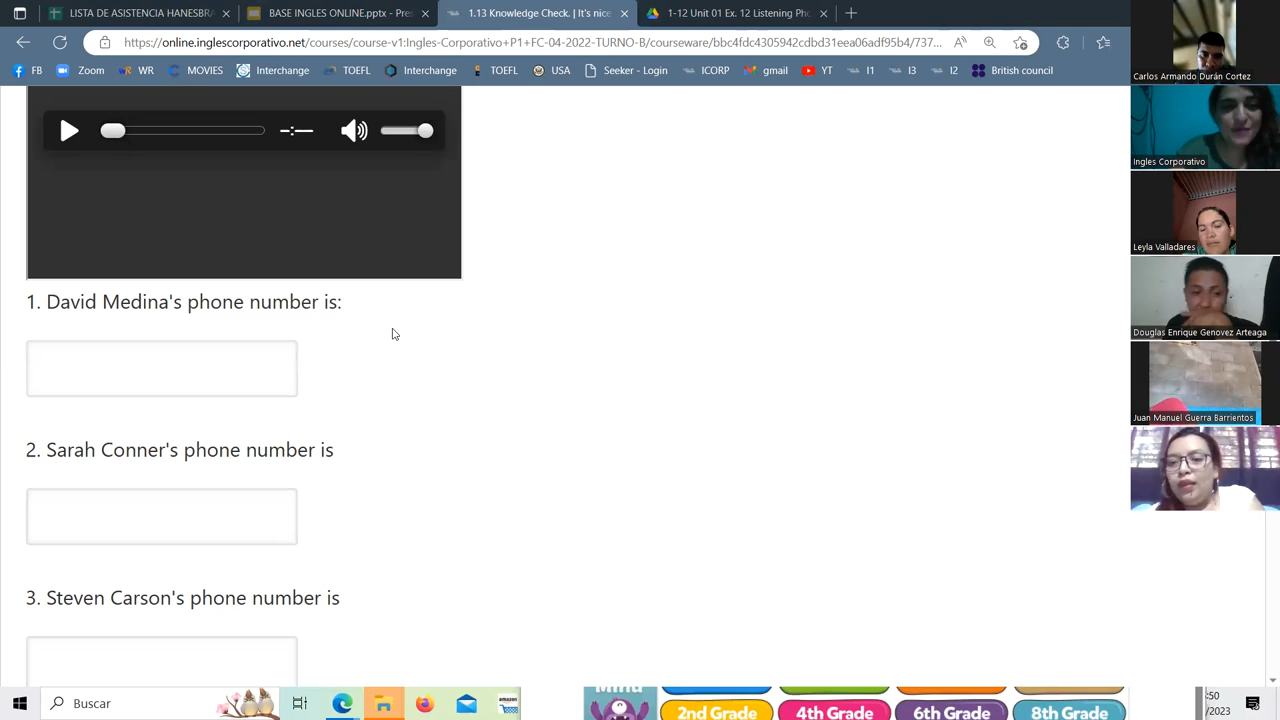 LISTA DE ASISTENCIA HANESBRA
BASE INGLES ONLINE.pptx - Pres
1.13 Knowledge Check. | It's nice
1-12 Unit 01 Ex. 12 Listening Pho
https://online.inglescorporativo.net/courses/course-v1:Ingles-Corporativo+P1+FC-04-2022-TURNO-B/courseware/bbc4fdc4305942cdbd31eea06adf95b4/737...
FB
Zoom
WR
MOVIES
Interchange
TOEFL
Interchange
TOEFL
USA
Seeker - Login
ICORP
gmail
YT
I1
I3
I2
British council
Carlos Armando Durán Cortez
Ingles Corporativo
Leyla Valladares
Douglas Enrique Genovez Arteaga
Juan Manuel Guerra Barrientos
-:--
1. David Medina's phone number is:
2. Sarah Conner's phone number is
3. Steven Carson's phone number is
Buscar
amazon
2nd Grade
4th Grade
6th Grade
8th Grade
:50
/2023